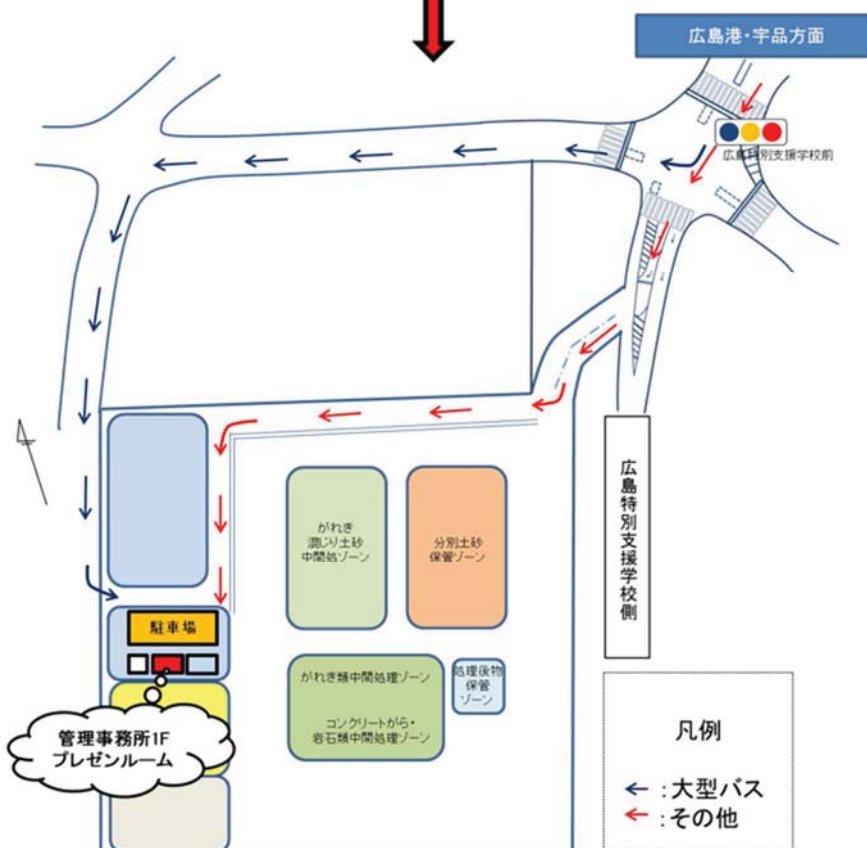 広島港・宇品方面
広島特別支援学校前
がれき
混じり土砂
中間処ゾーン
分別土砂
保管ゾーン
広島特別支援学校側
駐車場
がれき類中間処理ゾーン
コンクリートがら・
岩石類中間処理ゾーン
処理後物
保管
ゾーン
管理事務所1F
プレゼンルーム
凡例
:大型バス
:その他